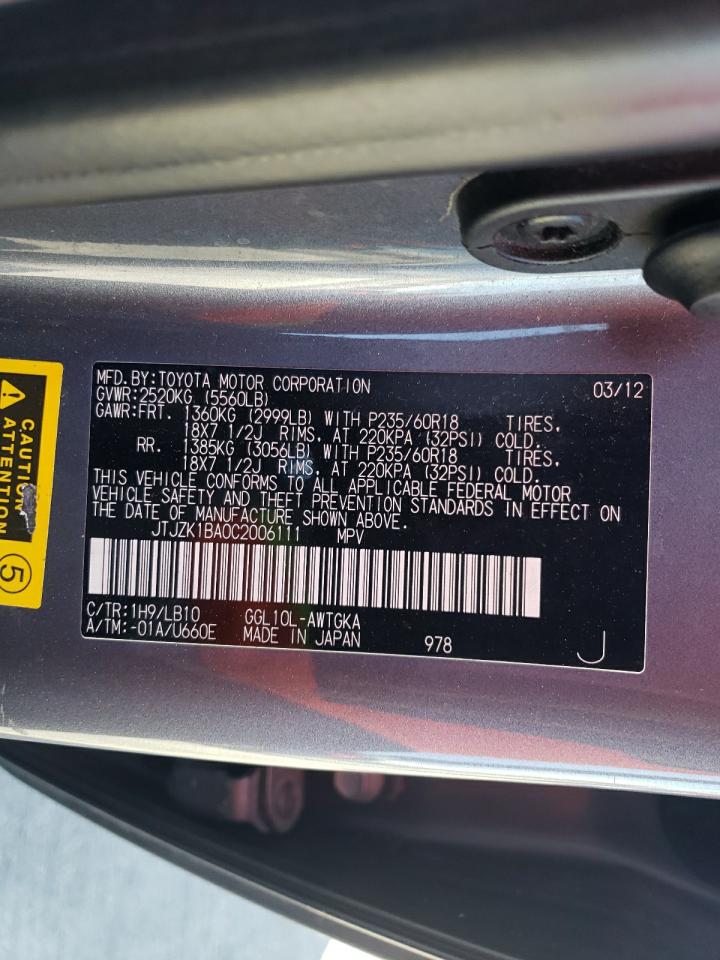 MFD.BY:TOYOTA MOTOR CORPORATION 03/12
GVWR:2520KG (5560LB)
GAWR:FRT. 1360KG (2999LB) WITH P235/60R18 TIRES.
18X7 1/2J RIMS. AT 220KPA (32PSI) COLD.
RR. 1385KG (3056LB) WITH P235/60R18 TIRES.
18X7 1/2J RIMS. AT 220KPA (32PSI) COLD.
THIS VEHICLE CONFORMS TO ALL APPLICABLE FEDERAL MOTOR
VEHICLE SAFETY AND THEFT PREVENTION STANDARDS IN EFFECT ON
THE DATE OF MANUFACTURE SHOWN ABOVE.
JTJZK1BA0C2006111 MPV
C/TR:1H9/LB10 GGL10L-AWTGKA
A/TM:-01A/U660E MADE IN JAPAN 978 J
CAUTION
5